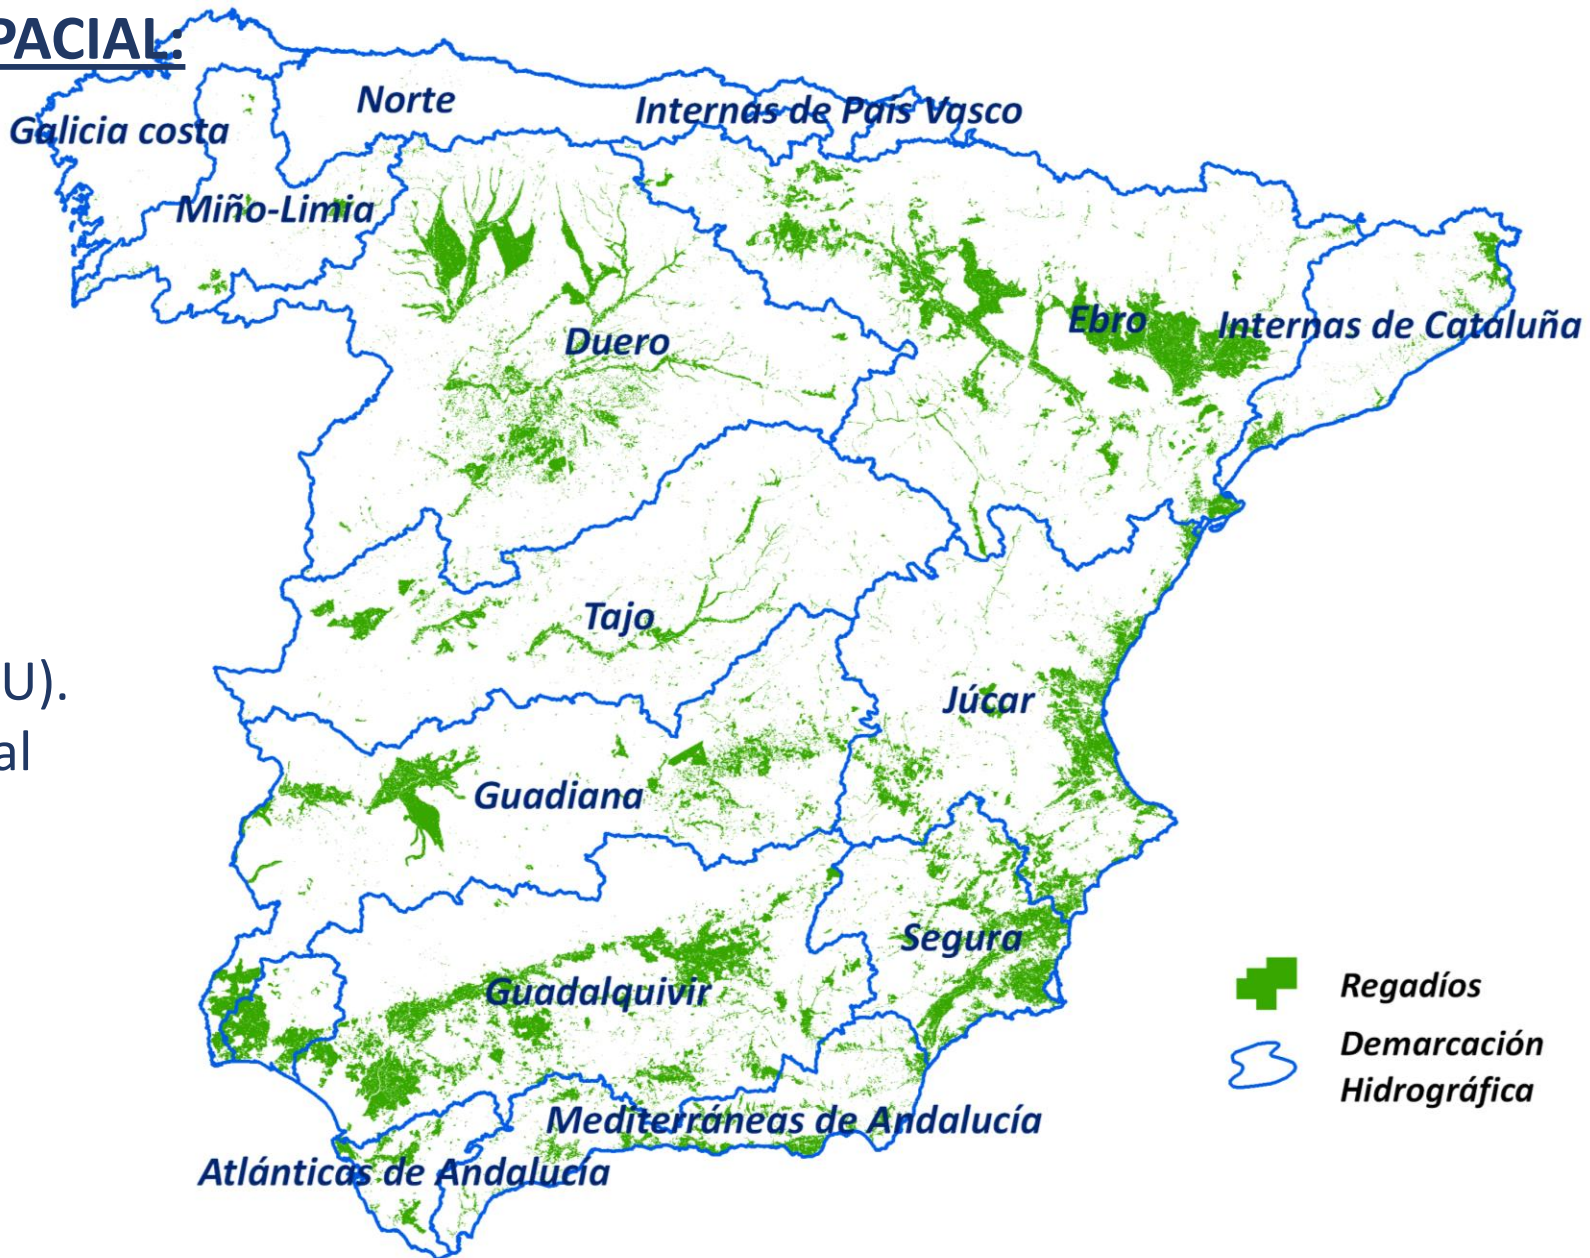 PACIAL:
Norte
Internas de País Vasco
Galicia costa
Miño-Limia
Ebro
Internas de Cataluña
Duero
Tajo
U).
al
Júcar
Guadiana
Segura
Guadalquivir
Regadíos
Demarcación
Hidrográfica
Mediterráneas de Andalucía
Atlánticas de Andalucía